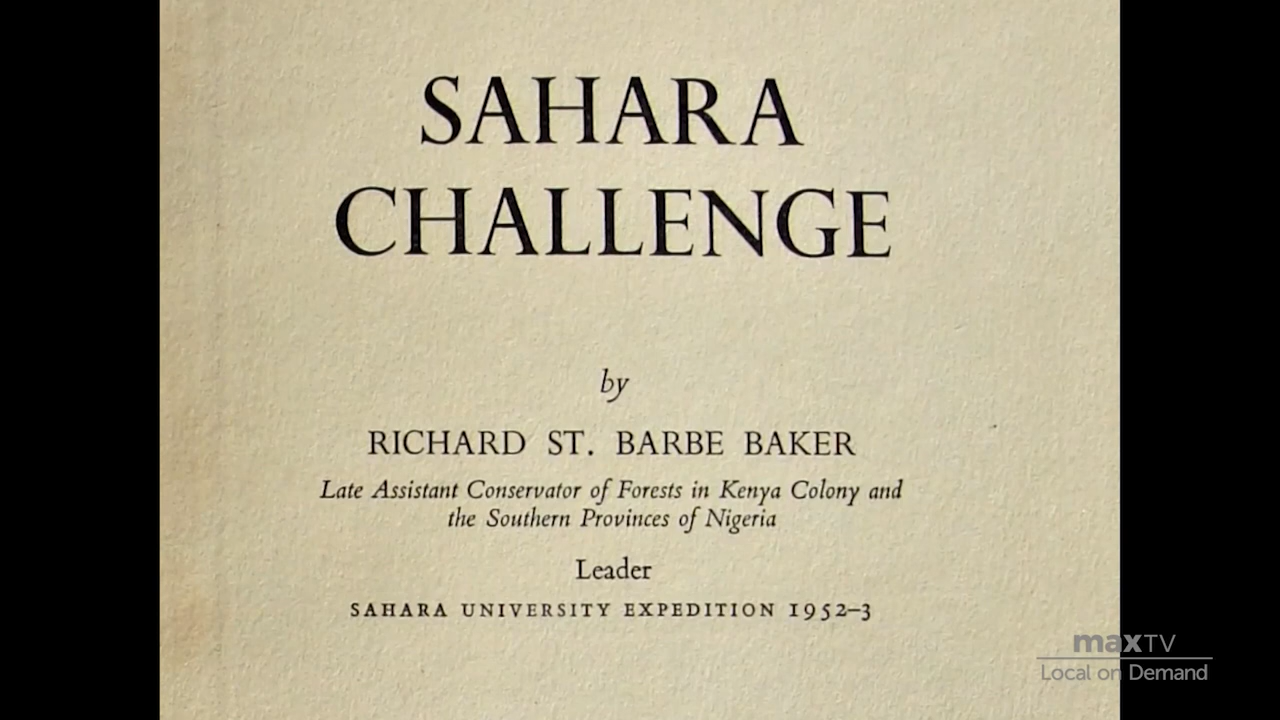 SAHARA
CHALLENGE
by
RICHARD ST. BARBE BAKER
Late Assistant Conservator of Forests in Kenya Colony and
the Southern Provinces of Nigeria
Leader
SAHARA UNIVERSITY EXPEDITION 1952–3
maxTV
Local on Demand